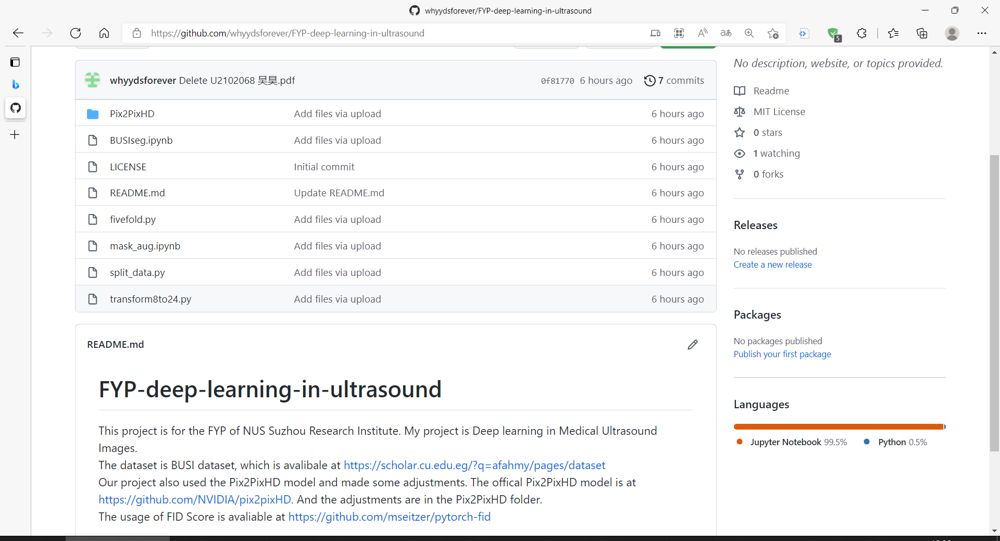 whyydsforever/FYP-deep-learning-in-ultrasound
https://github.com/whyydsforever/FYP-deep-learning-in-ultrasound
5
whyydsforever Delete U2102068 吴昊.pdf
0f81770 6 hours ago 7 commits
Pix2PixHD Add files via upload 6 hours ago
BUSIseg.ipynb Add files via upload 6 hours ago
LICENSE Initial commit 6 hours ago
README.md Update README.md 6 hours ago
fivefold.py Add files via upload 6 hours ago
mask_aug.ipynb Add files via upload 6 hours ago
split_data.py Add files via upload 6 hours ago
transform8to24.py Add files via upload 6 hours ago
README.md
FYP-deep-learning-in-ultrasound
This project is for the FYP of NUS Suzhou Research Institute. My project is Deep learning in Medical Ultrasound
Images.
The dataset is BUSI dataset, which is avalibale at https://scholar.cu.edu.eg/?q=afahmy/pages/dataset
Our project also used the Pix2PixHD model and made some adjustments. The offical Pix2PixHD model is at
https://github.com/NVIDIA/pix2pixHD. And the adjustments are in the Pix2PixHD folder.
The usage of FID Score is avaliable at https://github.com/mseitzer/pytorch-fid
No description, website, or topics provided.
Readme
MIT License
0 stars
1 watching
0 forks
Releases
No releases published
Create a new release
Packages
No packages published
Publish your first package
Languages
Jupyter Notebook 99.5% Python 0.5%